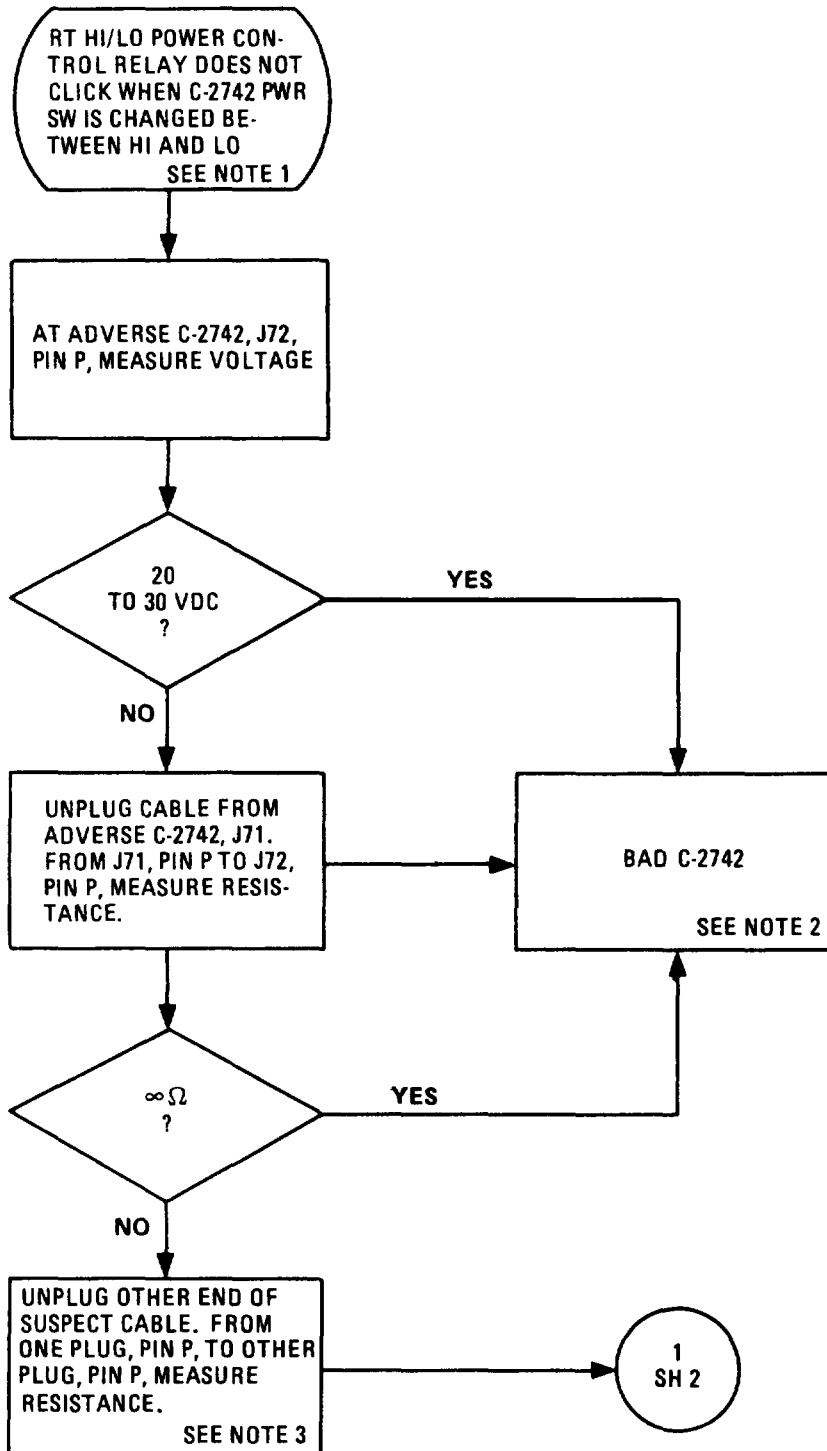 RT HI/LO POWER CON-
TROL RELAY DOES NOT
CLICK WHEN C-2742 PWR
SW IS CHANGED BE-
TWEEN HI AND LO
SEE NOTE 1
AT ADVERSE C-2742, J72,
PIN P, MEASURE VOLTAGE
20
TO 30 VDC
?
YES
NO
UNPLUG CABLE FROM
ADVERSE C-2742, J71.
FROM J71, PIN P TO J72,
PIN P, MEASURE RESIS-
TANCE.
BAD C-2742
SEE NOTE 2
∞ Ω
?
YES
NO
UNPLUG OTHER END OF
SUSPECT CABLE. FROM
ONE PLUG, PIN P, TO OTHER
PLUG, PIN P, MEASURE
RESISTANCE.
SEE NOTE 3
1
SH 2